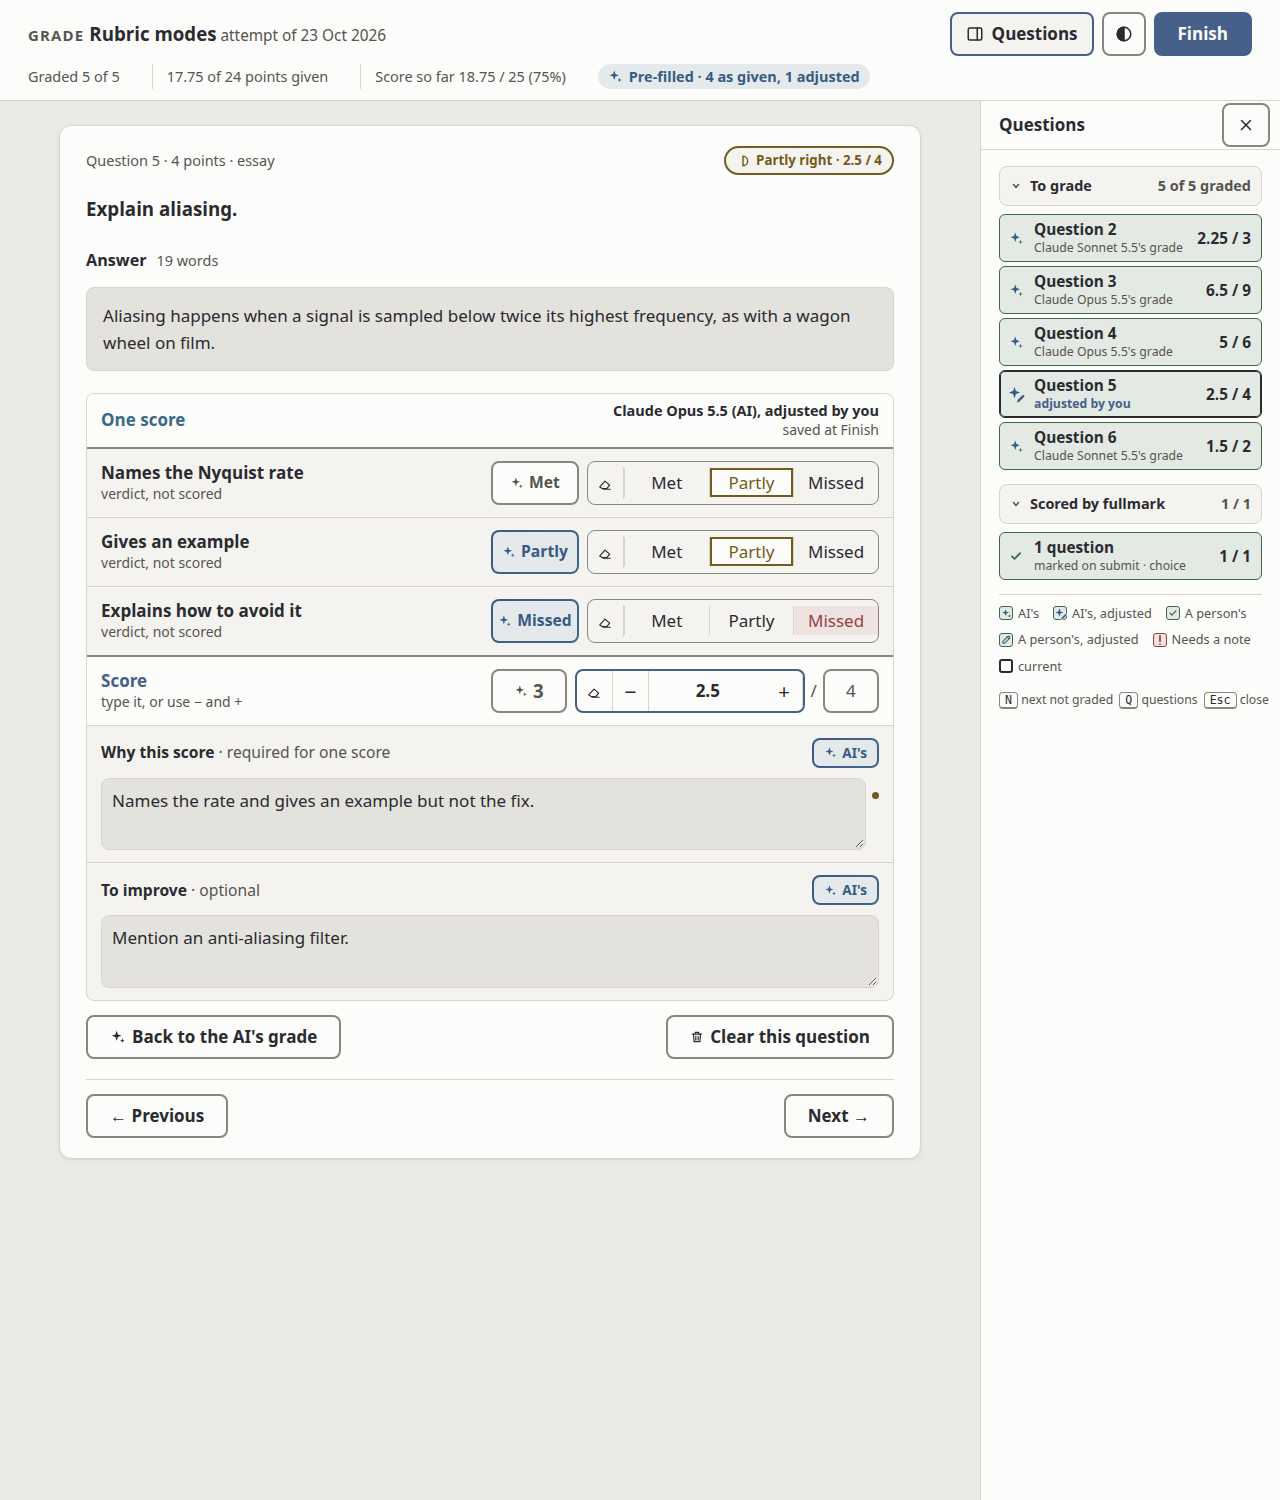 GRADE Rubric modes attempt of 23 Oct 2026
Questions
Finish
Graded 5 of 5
17.75 of 24 points given
Score so far 18.75 / 25 (75%)
Pre-filled · 4 as given, 1 adjusted
Question 5 · 4 points · essay
Partly right · 2.5 / 4
Explain aliasing.
Answer 19 words
Aliasing happens when a signal is sampled below twice its highest frequency, as with a wagon
wheel on film.
One score
Claude Opus 5.5 (AI), adjusted by you
saved at Finish
Names the Nyquist rate
verdict, not scored
Met
Met Partly Missed
Gives an example
verdict, not scored
Partly
Met Partly Missed
Explains how to avoid it
verdict, not scored
Missed
Met Partly Missed
Score
type it, or use − and +
3
− 2.5 + / 4
Why this score · required for one score
AI's
Names the rate and gives an example but not the fix.
To improve · optional
AI's
Mention an anti-aliasing filter.
Back to the AI's grade
Clear this question
← Previous
Next →
Questions
To grade 5 of 5 graded
Question 2
Claude Sonnet 5.5's grade
2.25 / 3
Question 3
Claude Opus 5.5's grade
6.5 / 9
Question 4
Claude Opus 5.5's grade
5 / 6
Question 5
adjusted by you
2.5 / 4
Question 6
Claude Sonnet 5.5's grade
1.5 / 2
Scored by fullmark 1 / 1
1 question
marked on submit · choice
1 / 1
AI's AI's, adjusted A person's
A person's, adjusted Needs a note
current
N next not graded Q questions Esc close